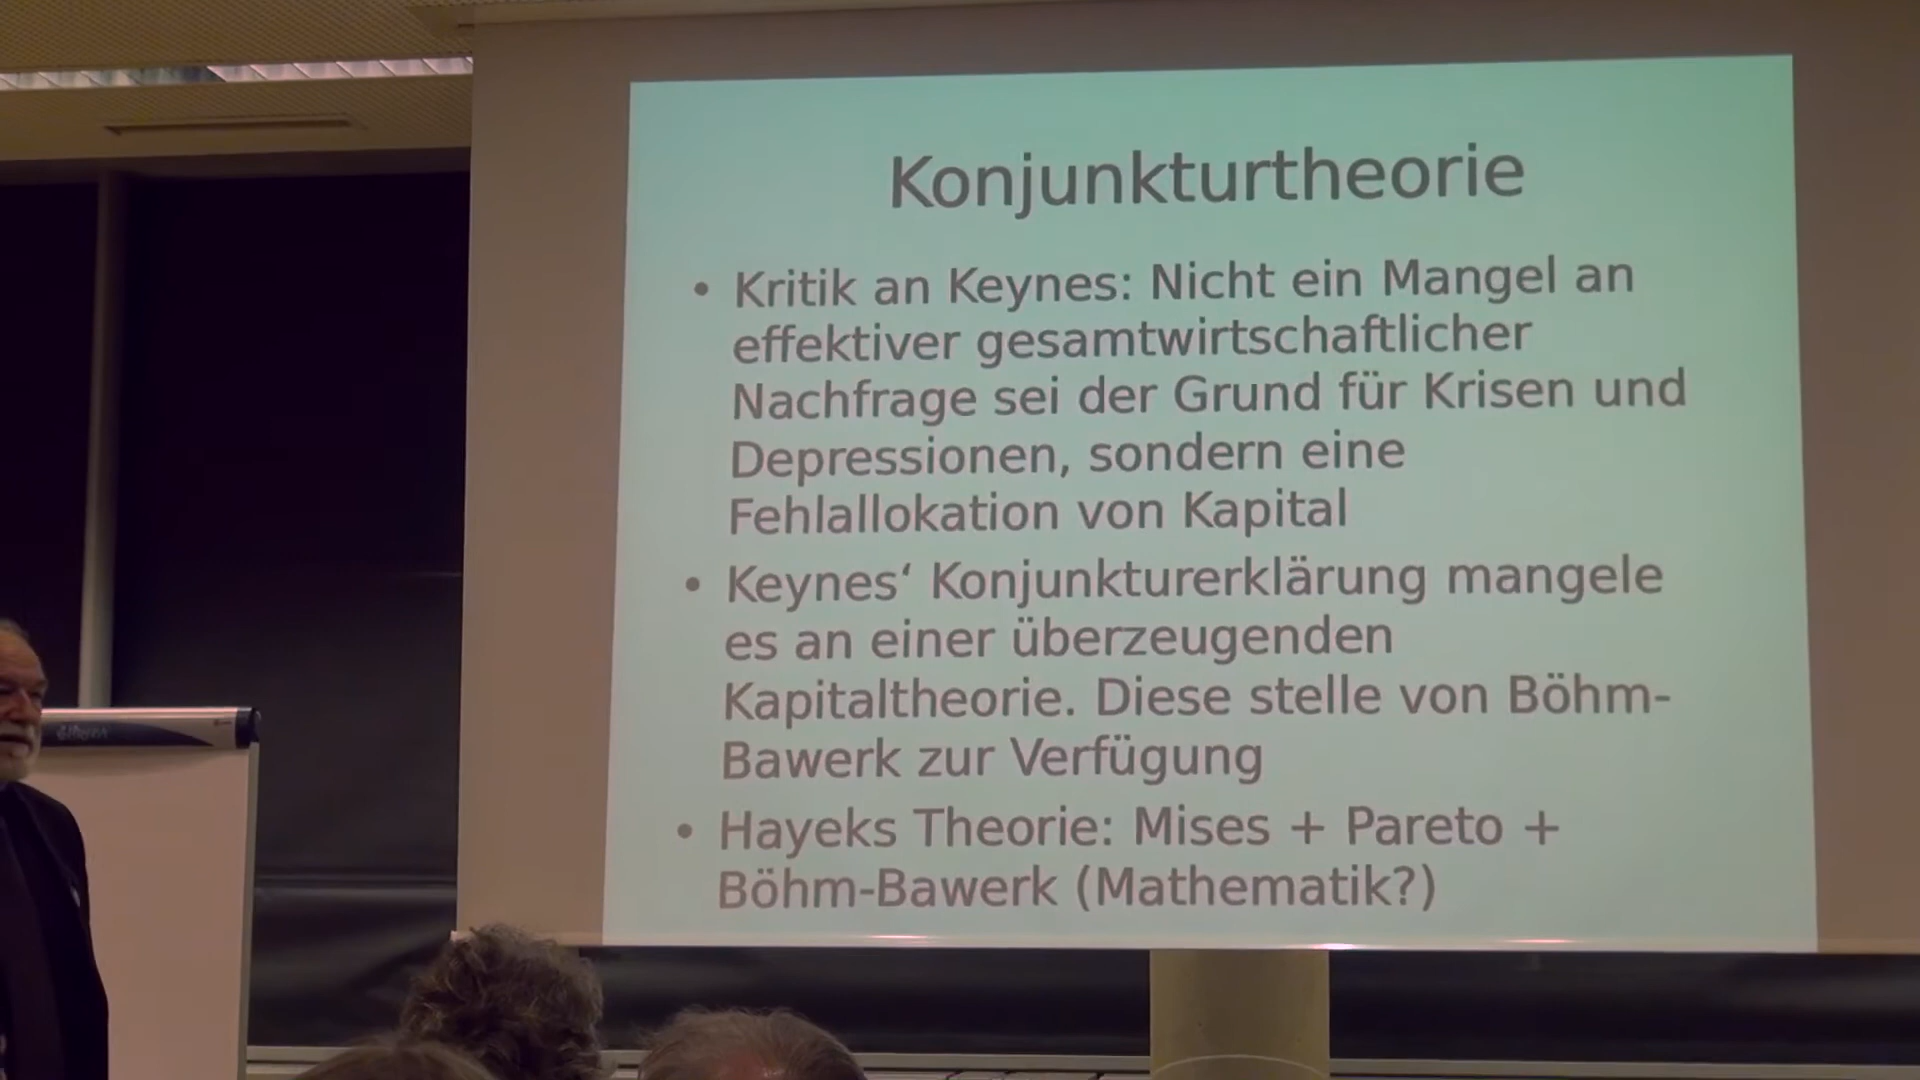 Konjunkturtheorie
• Kritik an Keynes: Nicht ein Mangel an
effektiver gesamtwirtschaftlicher
Nachfrage sei der Grund für Krisen und
Depressionen, sondern eine
Fehlallokation von Kapital
• Keynes‘ Konjunkturerklärung mangele
es an einer überzeugenden
Kapitaltheorie. Diese stelle von Böhm-
Bawerk zur Verfügung
• Hayeks Theorie: Mises + Pareto +
Böhm-Bawerk (Mathematik?)